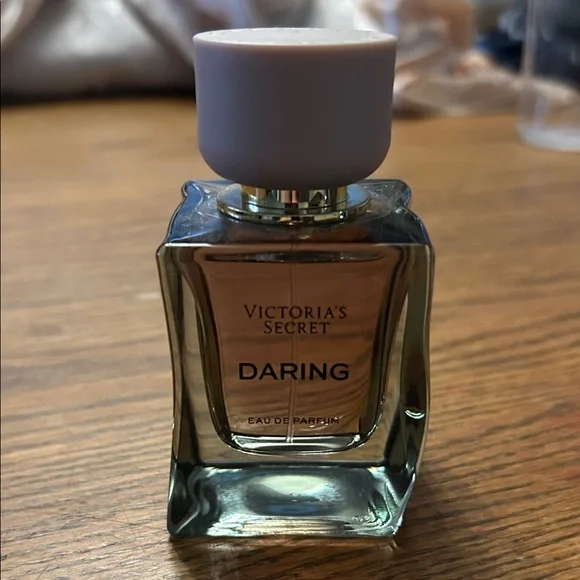 VICTORIA'S
SECRET
DARING
EAU DE PARFUM